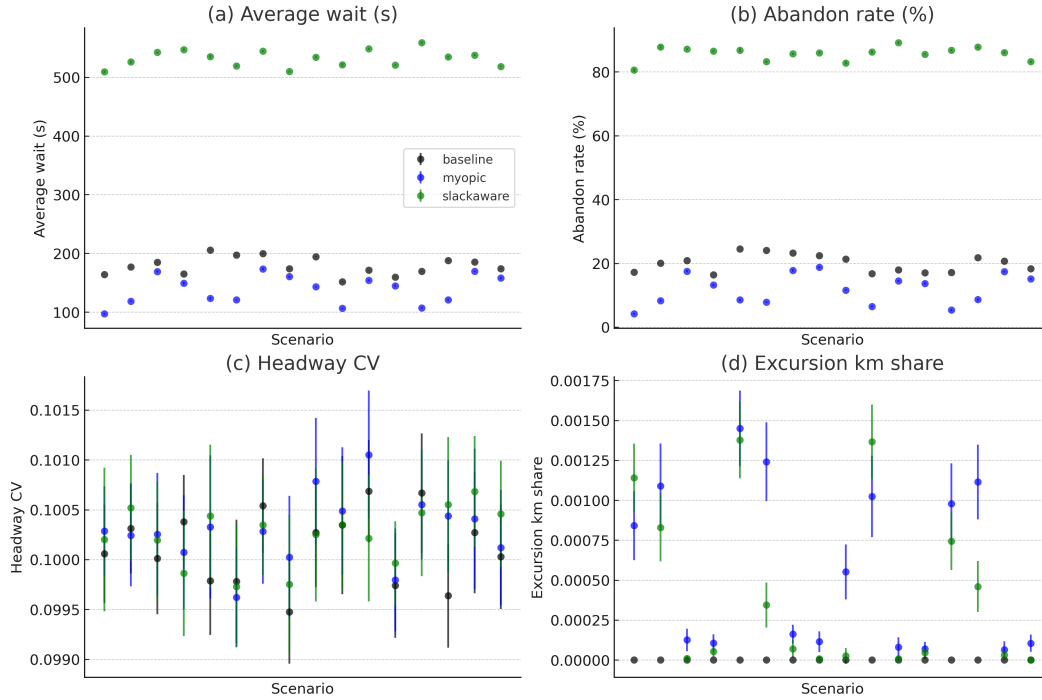 (a) Average wait (s)
Average wait (s)
500
400
300
200
100
baseline
myopic
slackaware
Scenario
(b) Abandon rate (%)
Abandon rate (%)
80
60
40
20
0
Scenario
(c) Headway CV
Headway CV
0.1015
0.1010
0.1005
0.1000
0.0995
0.0990
Scenario
(d) Excursion km share
Excursion km share
0.00175
0.00150
0.00125
0.00100
0.00075
0.00050
0.00025
0.00000
Scenario